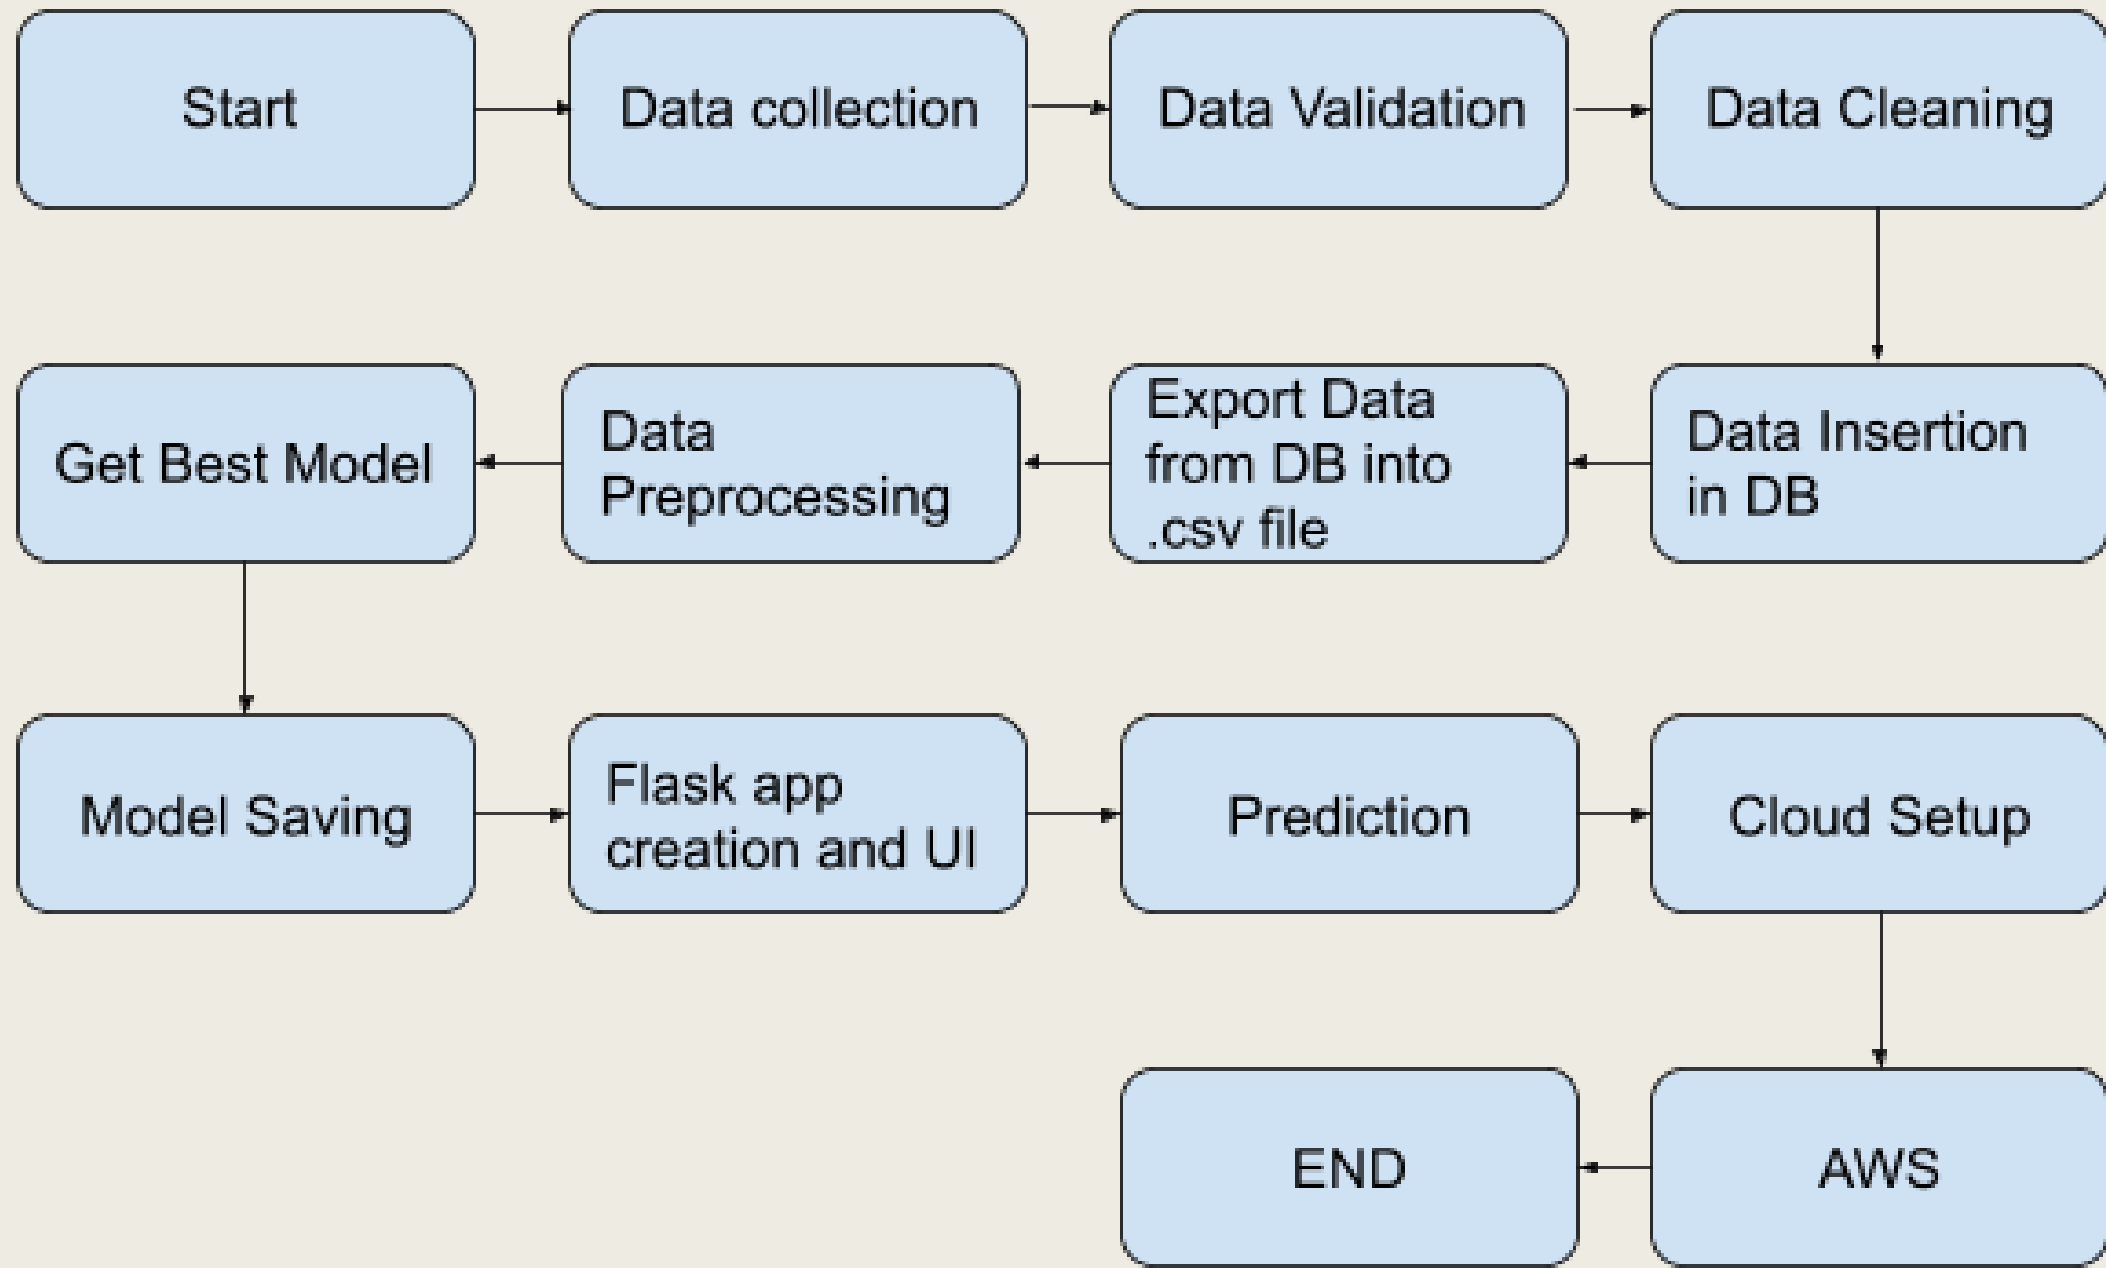 Start
Data collection
Data Validation
Data Cleaning
Data Insertion
in DB
Export Data
from DB into
.csv file
Data
Preprocessing
Get Best Model
Model Saving
Flask app
creation and UI
Prediction
Cloud Setup
AWS
END